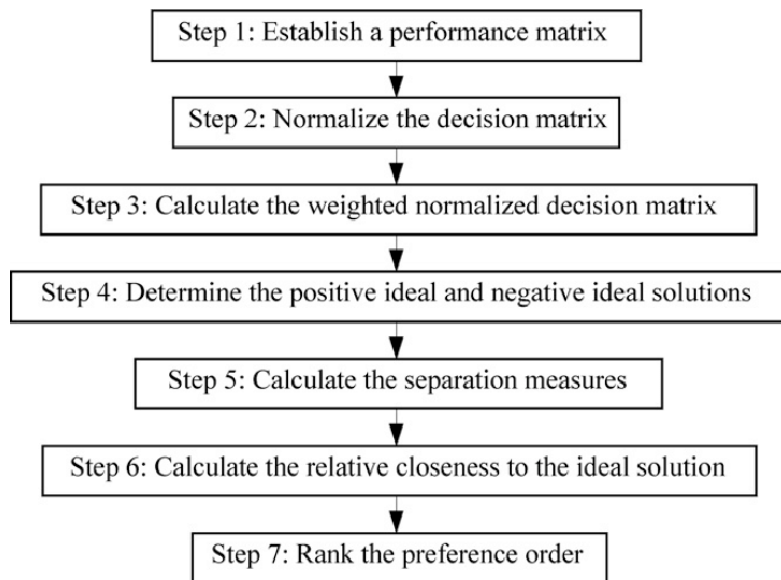 Step 1: Establish a performance matrix
Step 2: Normalize the decision matrix
Step 3: Calculate the weighted normalized decision matrix
Step 4: Determine the positive ideal and negative ideal solutions
Step 5: Calculate the separation measures
Step 6: Calculate the relative closeness to the ideal solution
Step 7: Rank the preference order